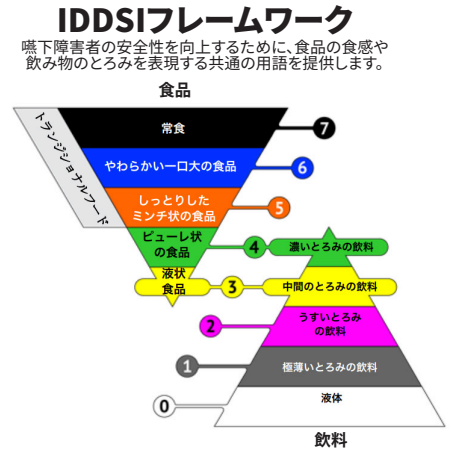 IDDSIフレームワーク
嚥下障害者の安全性を向上するために、食品の食感や
飲み物のとろみを表現する共通の用語を提供します。
食品
トランジショナルフード
常食
7
やわらかい一口大の食品
6
しっとりした
ミンチ状の食品
5
ピューレ状
の食品
4
濃いとろみの飲料
液状
食品
3
中間のとろみの飲料
2
うすいとろみ
の飲料
1
極薄いとろみの飲料
0
液体
飲料